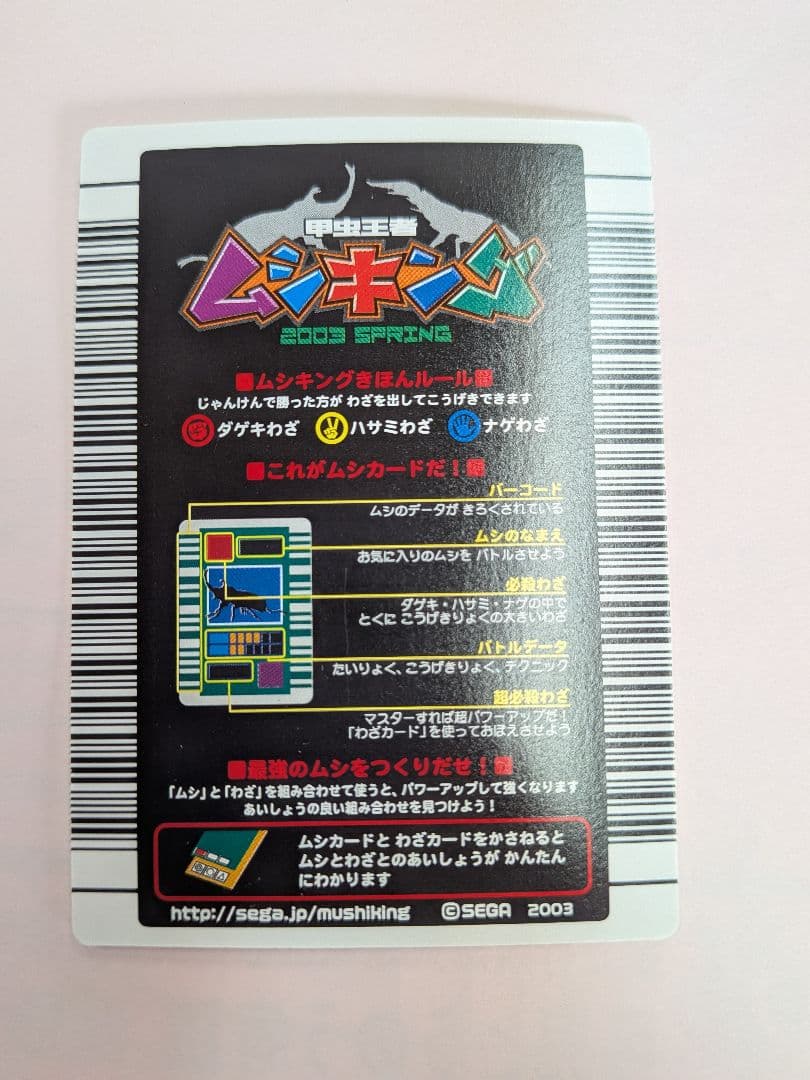 甲虫王者
ムシキング
2003 SPRING
■ムシキングきほんルール■
じゃんけんで勝った方が わざを出してこうげきできます
ダゲキわざ ハサミわざ ナゲわざ
■これがムシカードだ！■
バーコード
ムシのデータが きろくされている
ムシのなまえ
お気に入りのムシを バトルさせよう
必殺わざ
ダゲキ・ハサミ・ナゲの中で
とくに こうげきりょくの大きいわざ
バトルデータ
たいりょく、こうげきりょく、テクニック
超必殺わざ
マスターすれば超パワーアップだ！
「わざカード」を使っておぼえさせよう
■最強のムシをつくりだせ！■
「ムシ」と「わざ」を組み合わせて使うと、パワーアップして強くなります
あいしょうの良い組み合わせを見つけよう！
ムシカードと わざカードをかさねると
ムシとわざとのあいしょうが かんたん
にわかります
http://sega.jp/mushiking ©SEGA 2003